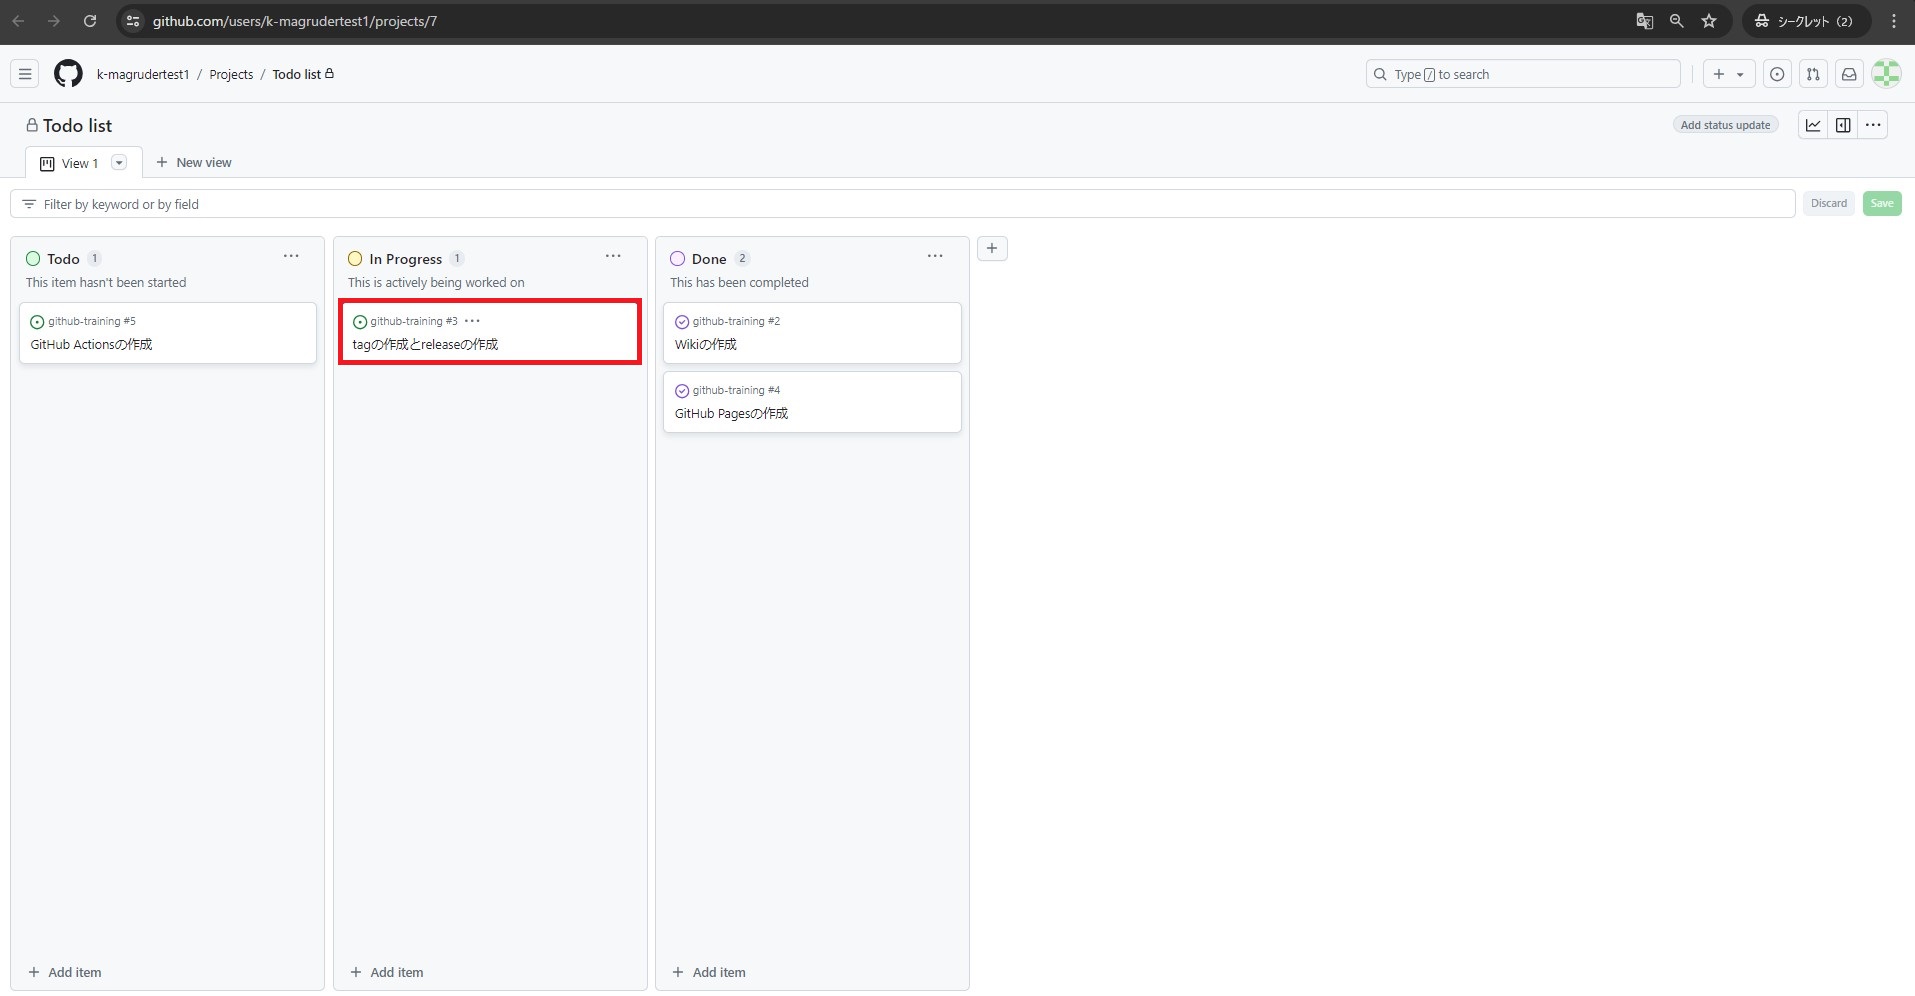 github.com/users/k-magrudertest1/projects/7
シークレット (2)
k-magrudertest1 / Projects / Todo list
Type / to search
Todo list
Add status update
View 1
New view
Filter by keyword or by field
Discard
Save
Todo 1
This item hasn't been started
github-training #5
GitHub Actionsの作成
Add item
In Progress 1
This is actively being worked on
github-training #3 ...
tagの作成とreleaseの作成
Add item
Done 2
This has been completed
github-training #2
Wikiの作成
github-training #4
GitHub Pagesの作成
Add item